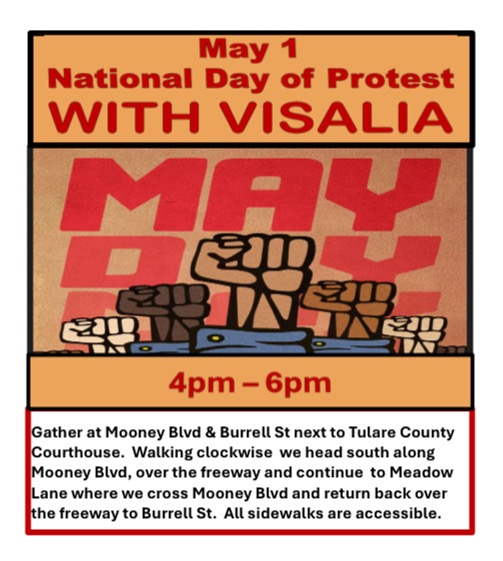 May 1
National Day of Protest
WITH VISALIA
MAY
DAY
4pm – 6pm
Gather at Mooney Blvd & Burrell St next to Tulare County
Courthouse. Walking clockwise we head south along
Mooney Blvd, over the freeway and continue to Meadow
Lane where we cross Mooney Blvd and return back over
the freeway to Burrell St. All sidewalks are accessible.